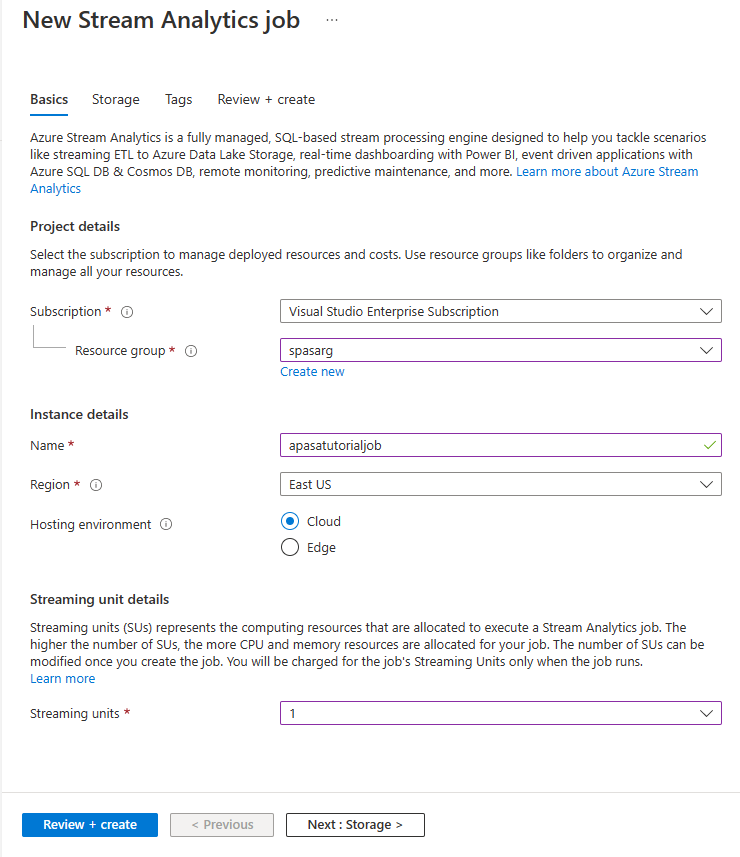 New Stream Analytics job ...
Basics Storage Tags Review + create
Azure Stream Analytics is a fully managed, SQL-based stream processing engine designed to help you tackle scenarios
like streaming ETL to Azure Data Lake Storage, real-time dashboarding with Power BI, event driven applications with
Azure SQL DB & Cosmos DB, remote monitoring, predictive maintenance, and more. Learn more about Azure Stream
Analytics
Project details
Select the subscription to manage deployed resources and costs. Use resource groups like folders to organize and
manage all your resources.
Subscription * Visual Studio Enterprise Subscription
Resource group * spasarg
Create new
Instance details
Name * apasatutorialjob
Region * East US
Hosting environment Cloud
Edge
Streaming unit details
Streaming units (SUs) represents the computing resources that are allocated to execute a Stream Analytics job. The
higher the number of SUs, the more CPU and memory resources are allocated for your job. The number of SUs can be
modified once you create the job. You will be charged for the job's Streaming Units only when the job runs.
Learn more
Streaming units * 1
Review + create < Previous Next : Storage >